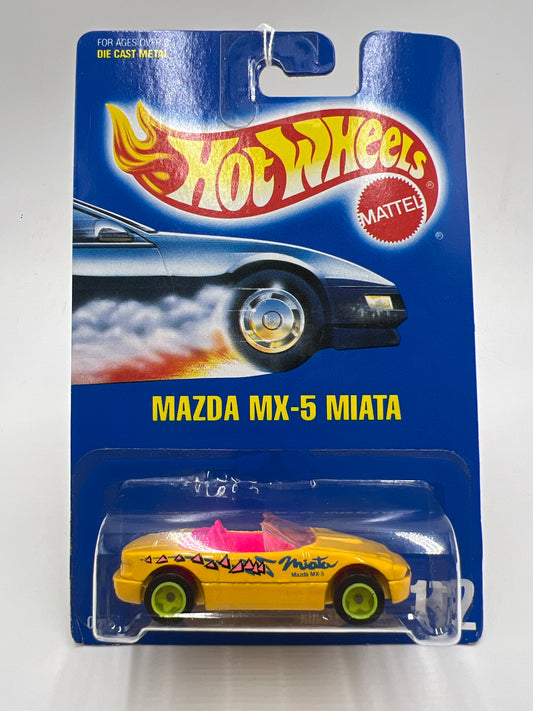 FOR AGES OVER 3
DIE CAST METAL
HOT WHEELS
®
MATTEL
®
MAZDA MX-5 MIATA
Miata
Mazda MX-5